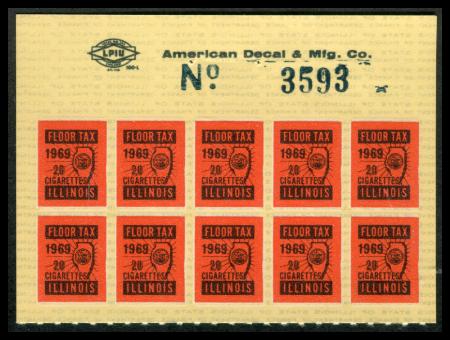 LPIU
American Decal & Mfg. Co.
No 3593
FLOOR TAX FLOOR TAX FLOOR TAX FLOOR TAX FLOOR TAX
1969 1969 1969 1969 1969
20 20 20 20 20
CIGARETTES CIGARETTES CIGARETTES CIGARETTES CIGARETTES
ILLINOIS ILLINOIS ILLINOIS ILLINOIS ILLINOIS
FLOOR TAX FLOOR TAX FLOOR TAX FLOOR TAX FLOOR TAX
1969 1969 1969 1969 1969
20 20 20 20 20
CIGARETTES CIGARETTES CIGARETTES CIGARETTES CIGARETTES
ILLINOIS ILLINOIS ILLINOIS ILLINOIS ILLINOIS